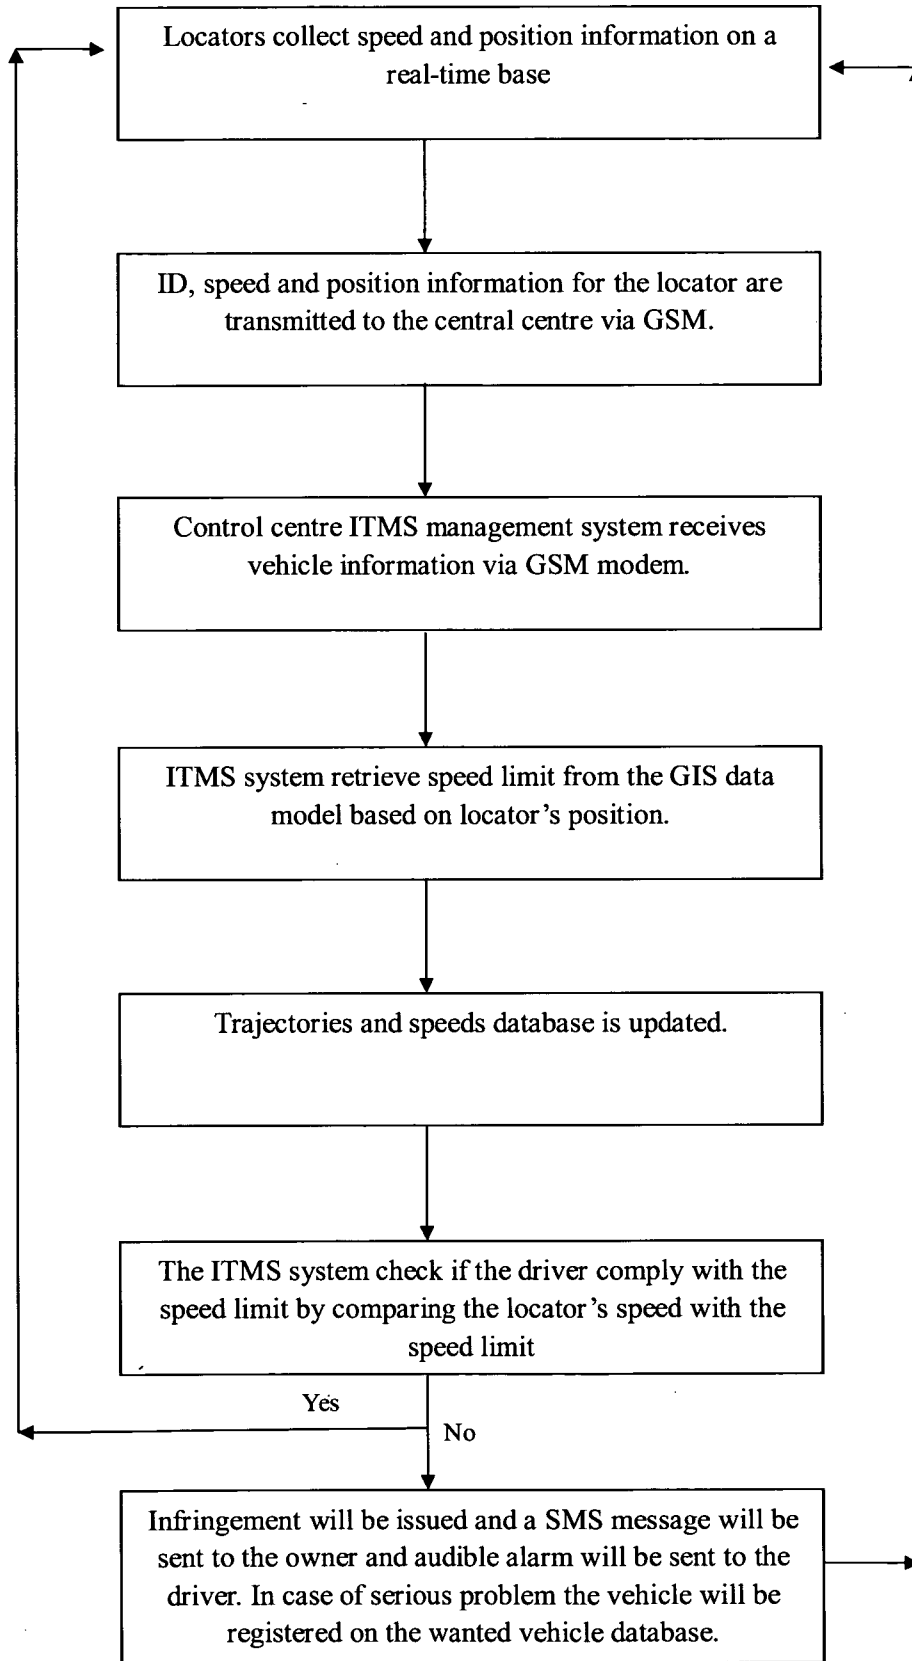 Locators collect speed and position information on a
real-time base
ID, speed and position information for the locator are
transmitted to the central centre via GSM.
Control centre ITMS management system receives
vehicle information via GSM modem.
ITMS system retrieve speed limit from the GIS data
model based on locator's position.
Trajectories and speeds database is updated.
The ITMS system check if the driver comply with the
speed limit by comparing the locator's speed with the
speed limit
Yes
No
Infringement will be issued and a SMS message will be
sent to the owner and audible alarm will be sent to the
driver. In case of serious problem the vehicle will be
registered on the wanted vehicle database.